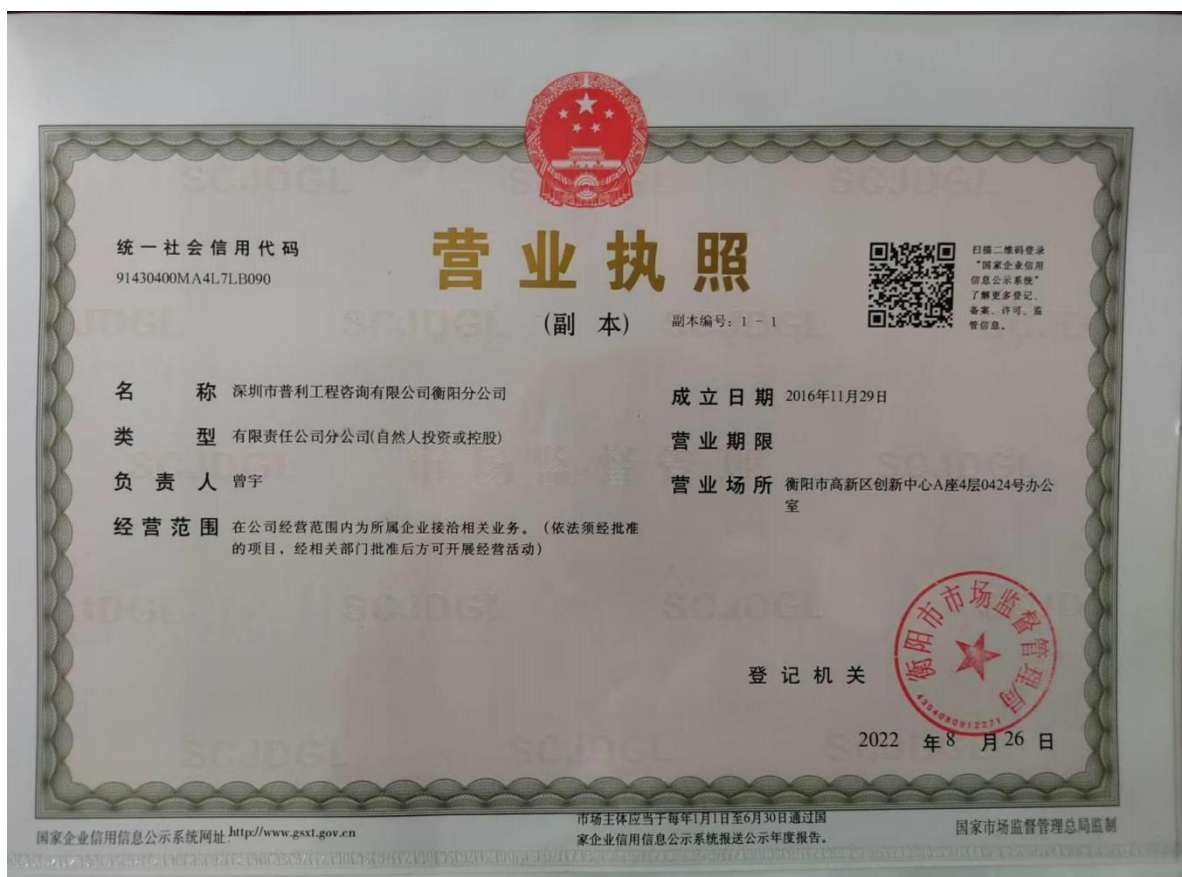 统一社会信用代码
91430400MA4L7LB090
营业执照
(副 本)
副本编号：1-1
扫描二维码登录
"国家企业信用
信息公示系统"
了解更多登记、
备案、许可、监
管信息。
名 称 深圳市普利工程咨询有限公司衡阳分公司
类 型 有限责任公司分公司(自然人投资或控股)
负 责 人 曾宇
经 营 范 围 在公司经营范围内为所属企业接洽相关业务。（依法须经批准
的项目，经相关部门批准后方可开展经营活动）
成 立 日 期 2016年11月29日
营 业 期 限
营 业 场 所 衡阳市高新区创新中心A座4层0424号办公
室
登 记 机 关
衡阳市市场监督管理局
4304080912271
2022 年 8 月 26 日
国家企业信用信息公示系统网址:http://www.gsxt.gov.cn
市场主体应当于每年1月1日至6月30日通过国
家企业信用信息公示系统报送公示年度报告。
国家市场监督管理总局监制